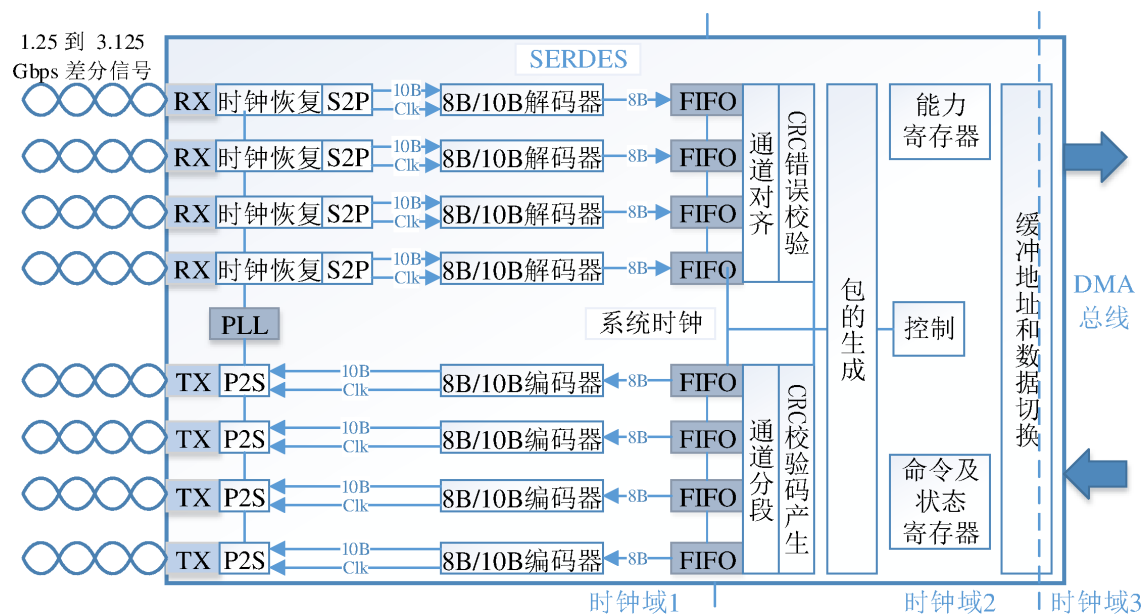 1.25 到 3.125
Gbps 差分信号
SERDES
RX 时钟恢复 S2P 10B Clk 8B/10B解码器 8B FIFO
RX 时钟恢复 S2P 10B Clk 8B/10B解码器 8B FIFO
RX 时钟恢复 S2P 10B Clk 8B/10B解码器 8B FIFO
RX 时钟恢复 S2P 10B Clk 8B/10B解码器 8B FIFO
通道对齐
CRC错误校验
PLL
系统时钟
TX P2S 10B Clk 8B/10B编码器 8B FIFO
TX P2S 10B Clk 8B/10B编码器 8B FIFO
TX P2S 10B Clk 8B/10B编码器 8B FIFO
TX P2S 10B Clk 8B/10B编码器 8B FIFO
通道分段
CRC校验码产生
包的生成
能力
寄存器
控制
命令及
状态
寄存器
缓冲地址和数据切换
DMA
总线
时钟域1
时钟域2
时钟域3